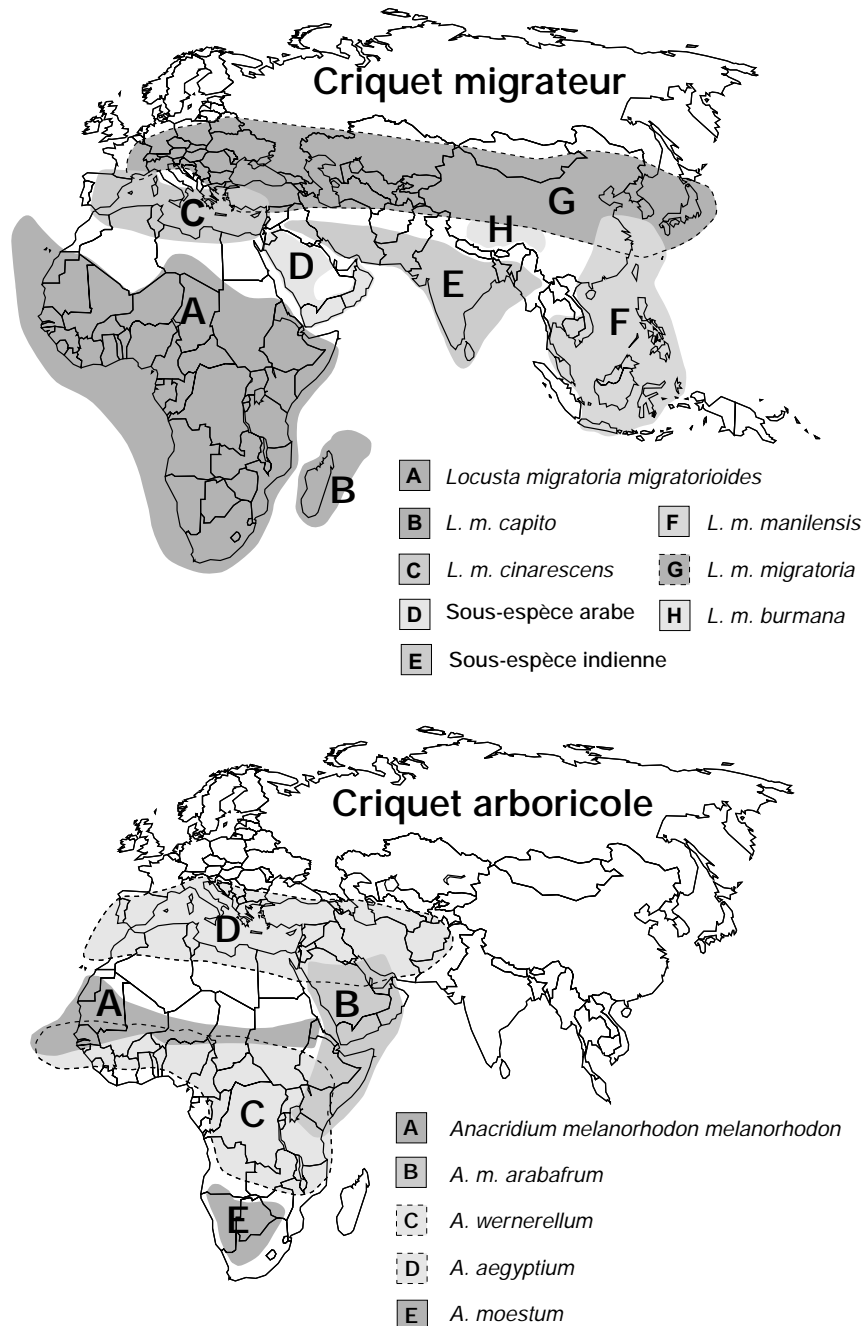 Criquet migrateur
G
C
H
D
E
A
F
B
A Locusta migratoria migratorioides
B L. m. capito
F L. m. manilensis
C L. m. cinarescens
G L. m. migratoria
D Sous-espèce arabe
H L. m. burmana
E Sous-espèce indienne
Criquet arboricole
D
A
B
C
E
A Anacridium melanorhodon melanorhodon
B A. m. arabafrum
C A. wernerellum
D A. aegyptium
E A. moestum